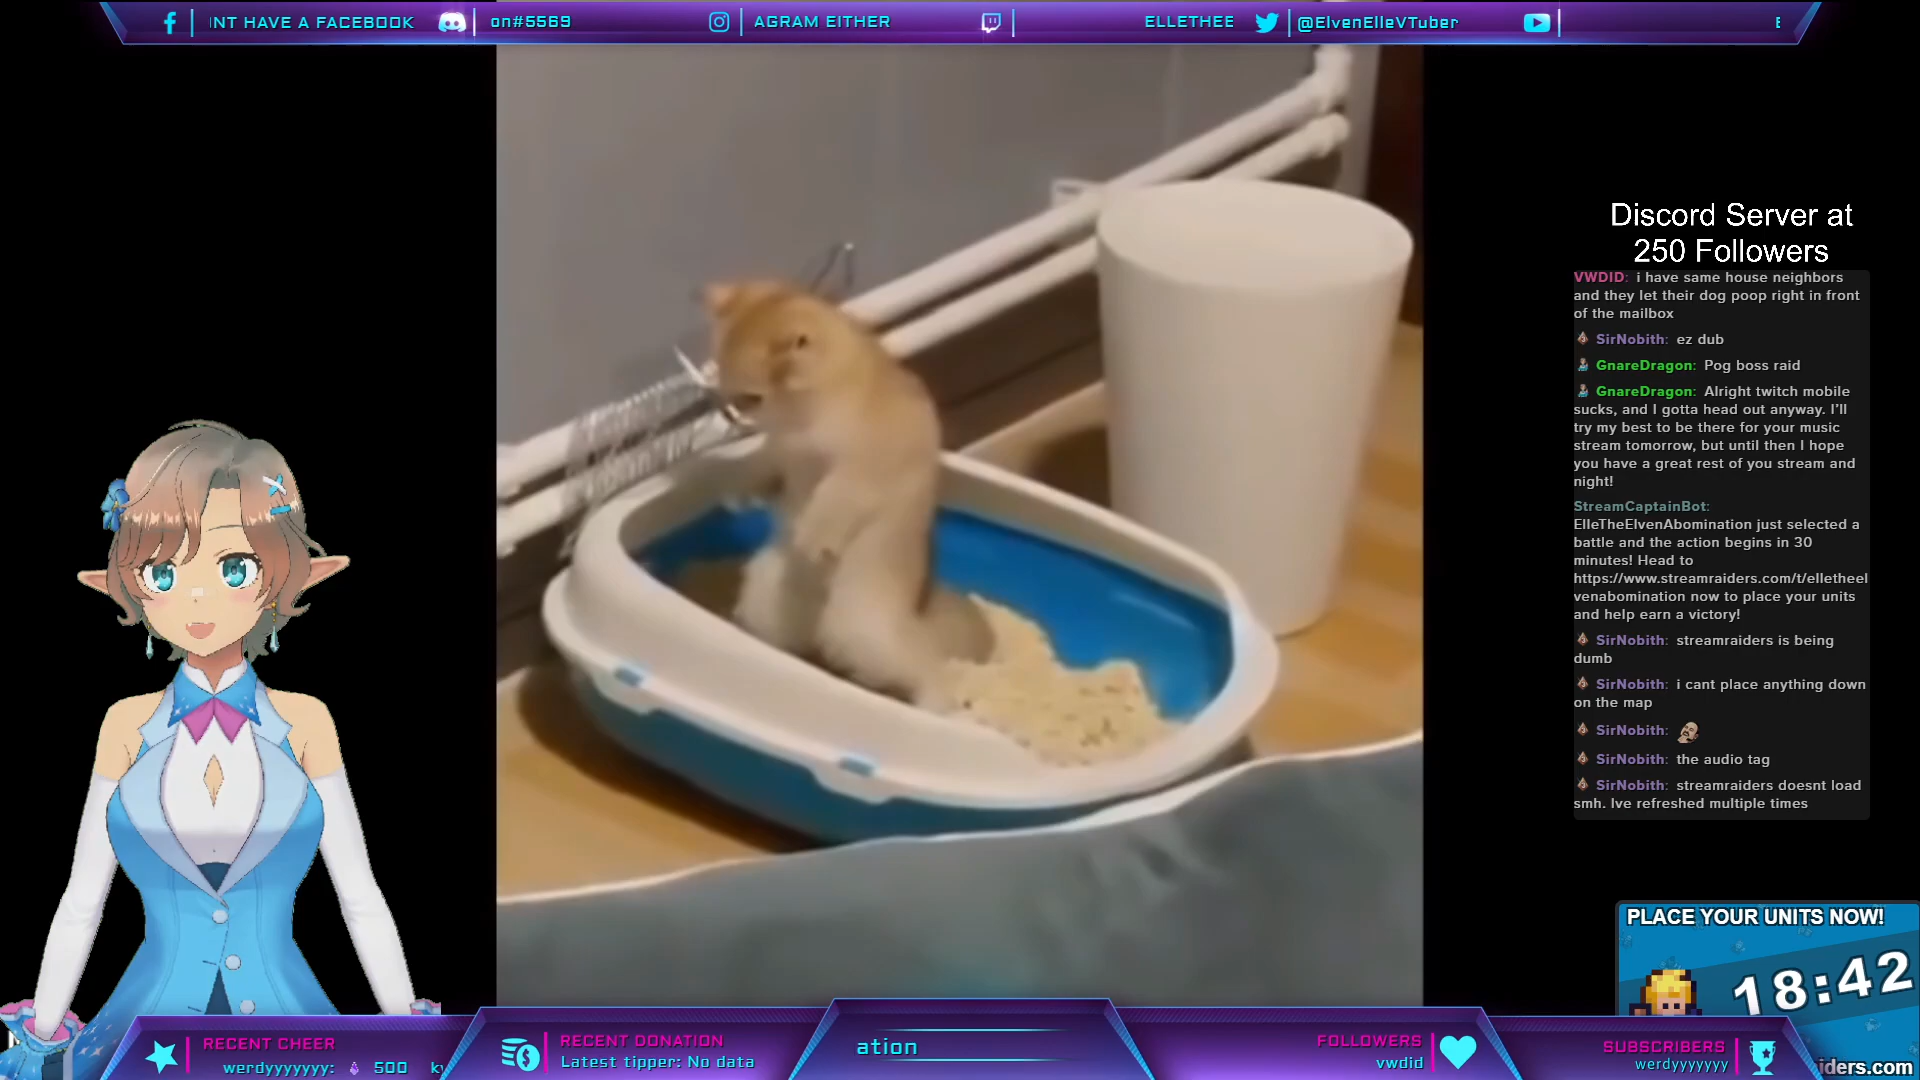 INT HAVE A FACEBOOK
on#5569
AGRAM EITHER
ELLETHEE
@ElvenElleVTuber
E
Discord Server at
250 Followers
VWDID: i have same house neighbors
and they let their dog poop right in front
of the mailbox
SirNobith: ez dub
GnareDragon: Pog boss raid
GnareDragon: Alright twitch mobile
sucks, and I gotta head out anyway. I'll
try my best to be there for your music
stream tomorrow, but until then I hope
you have a great rest of you stream and
night!
StreamCaptainBot:
ElleTheElvenAbomination just selected a
battle and the action begins in 30
minutes! Head to
https://www.streamraiders.com/t/elletheel
venabomination now to place your units
and help earn a victory!
SirNobith: streamraiders is being
dumb
SirNobith: i cant place anything down
on the map
SirNobith:
SirNobith: the audio tag
SirNobith: streamraiders doesnt load
smh. Ive refreshed multiple times
PLACE YOUR UNITS NOW!
18:42
iders.com
RECENT CHEER
werdyyyyyyy: 500 ky
RECENT DONATION
Latest tipper: No data
ation
FOLLOWERS
vwdid
SUBSCRIBERS
werdyyyyyyy